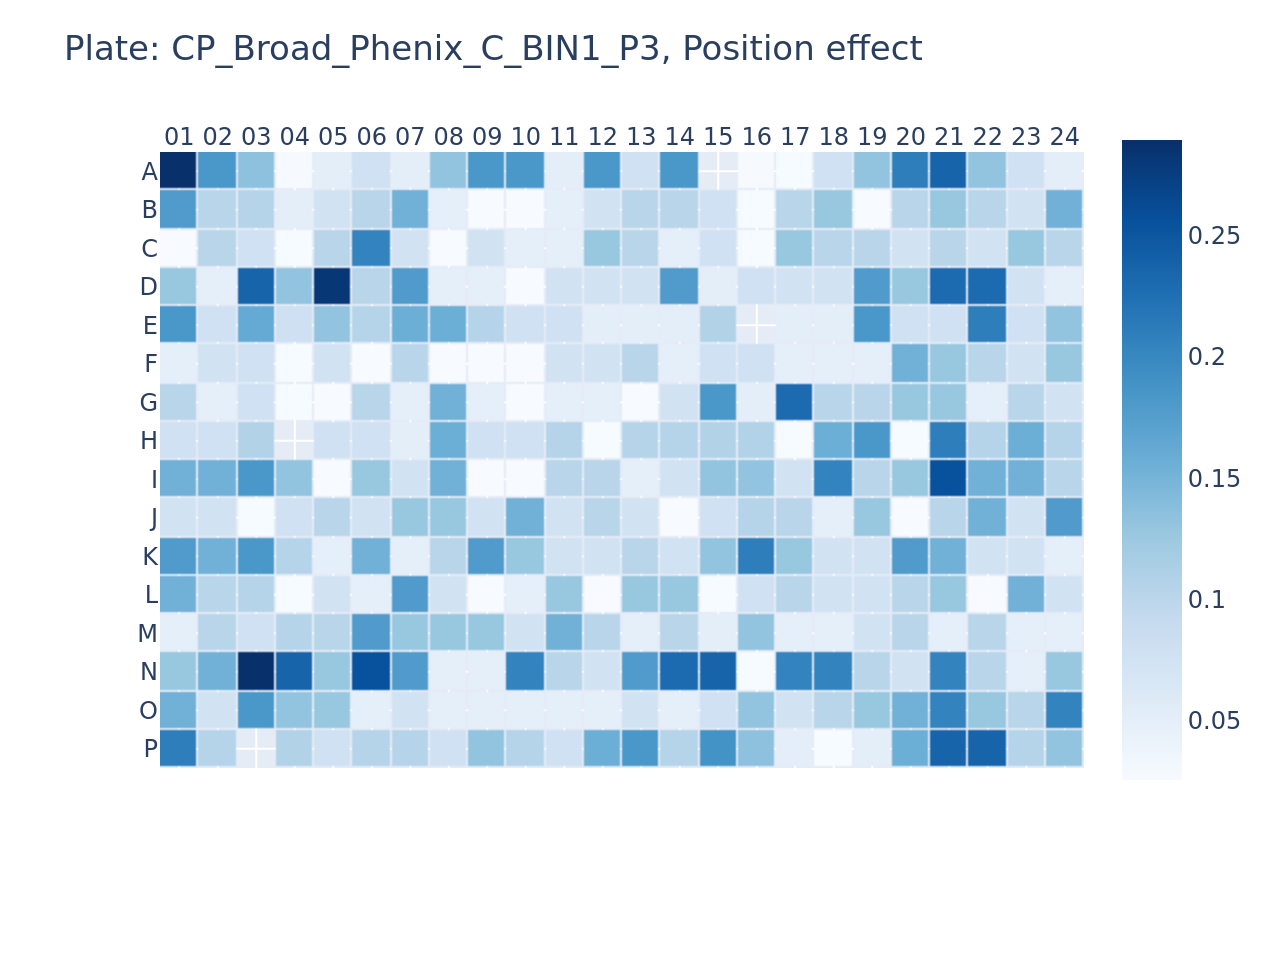 Plate: CP_Broad_Phenix_C_BIN1_P3, Position effect
01 02 03 04 05 06 07 08 09 10 11 12 13 14 15 16 17 18 19 20 21 22 23 24
A
B
0.25
C
D
E
0.2
F
G
H
0.15
I
J
K
0.1
L
M
N
0.05
O
P